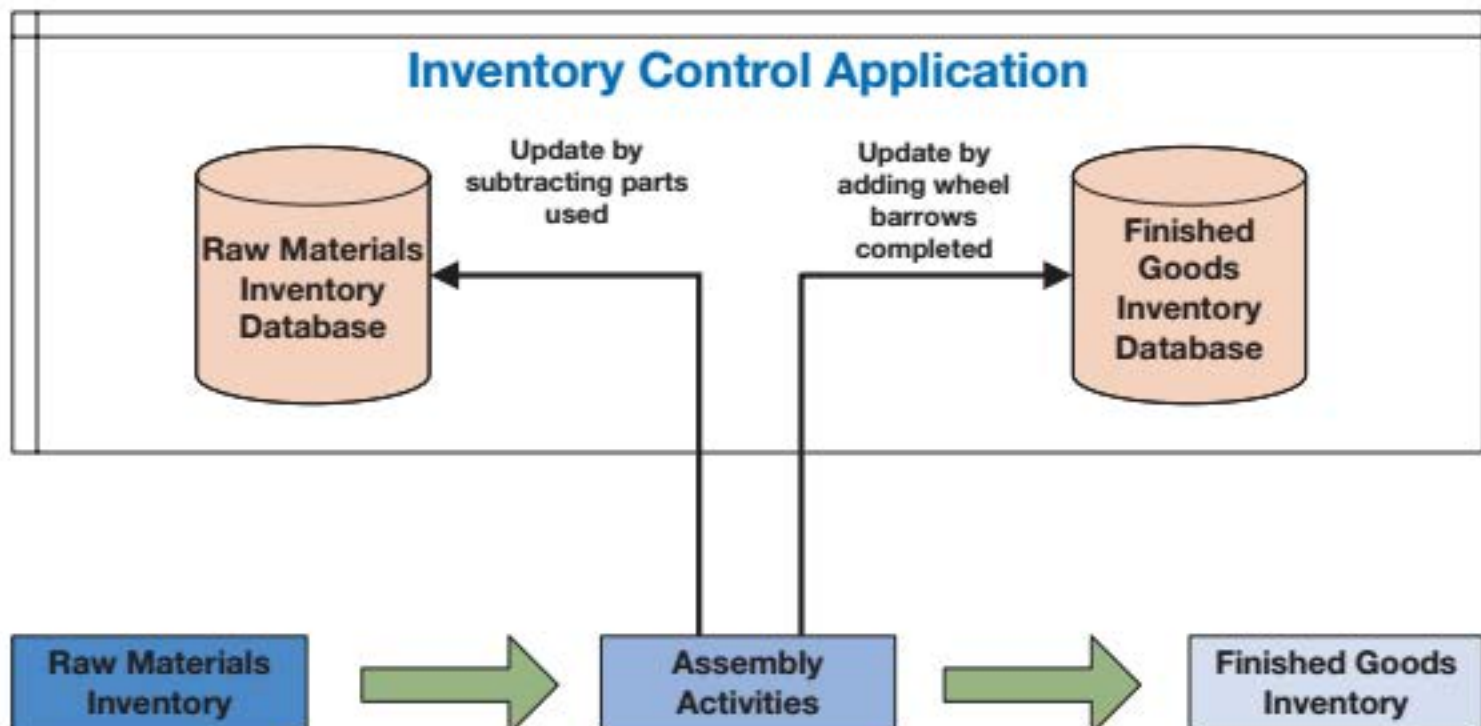 Inventory Control Application
Update by
subtracting parts
used
Update by
adding wheel
barrows
completed
Raw Materials
Inventory
Database
Finished
Goods
Inventory
Database
Raw Materials
Inventory
Assembly
Activities
Finished Goods
Inventory